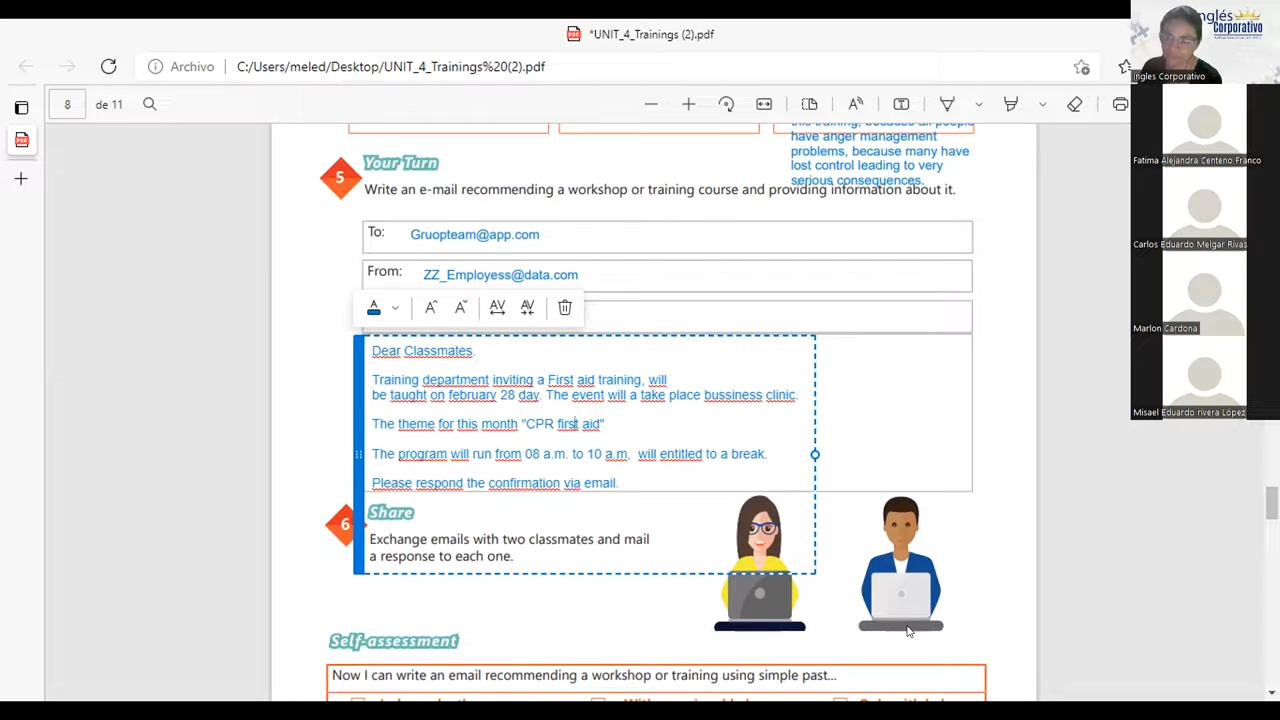 *UNIT_4_Trainings (2).pdf
Archivo
C:/Users/meled/Desktop/UNIT_4_Trainings%20(2).pdf
8
de 11
have anger management
problems, because many have
lost control leading to very
serious consequences.
Your Turn
5
Write an e-mail recommending a workshop or training course and providing information about it.
To:
Gruopteam@app.com
From:
ZZ_Employess@data.com
Dear Classmates.
Training department inviting a First aid training, will
be taught on february 28 day. The event will a take place bussiness clinic.
The theme for this month "CPR first aid"
The program will run from 08 a.m. to 10 a.m. will entitled to a break.
Please respond the confirmation via email.
6
Share
Exchange emails with two classmates and mail
a response to each one.
Self-assessment
Now I can write an email recommending a workshop or training using simple past...
Inglés
Corporativo
Ingles Corporativo
Fatima Alejandra Centeno Franco
Carlos Eduardo Melgar Rivas
Marlon Cardona
Misael Eduardo rivera López